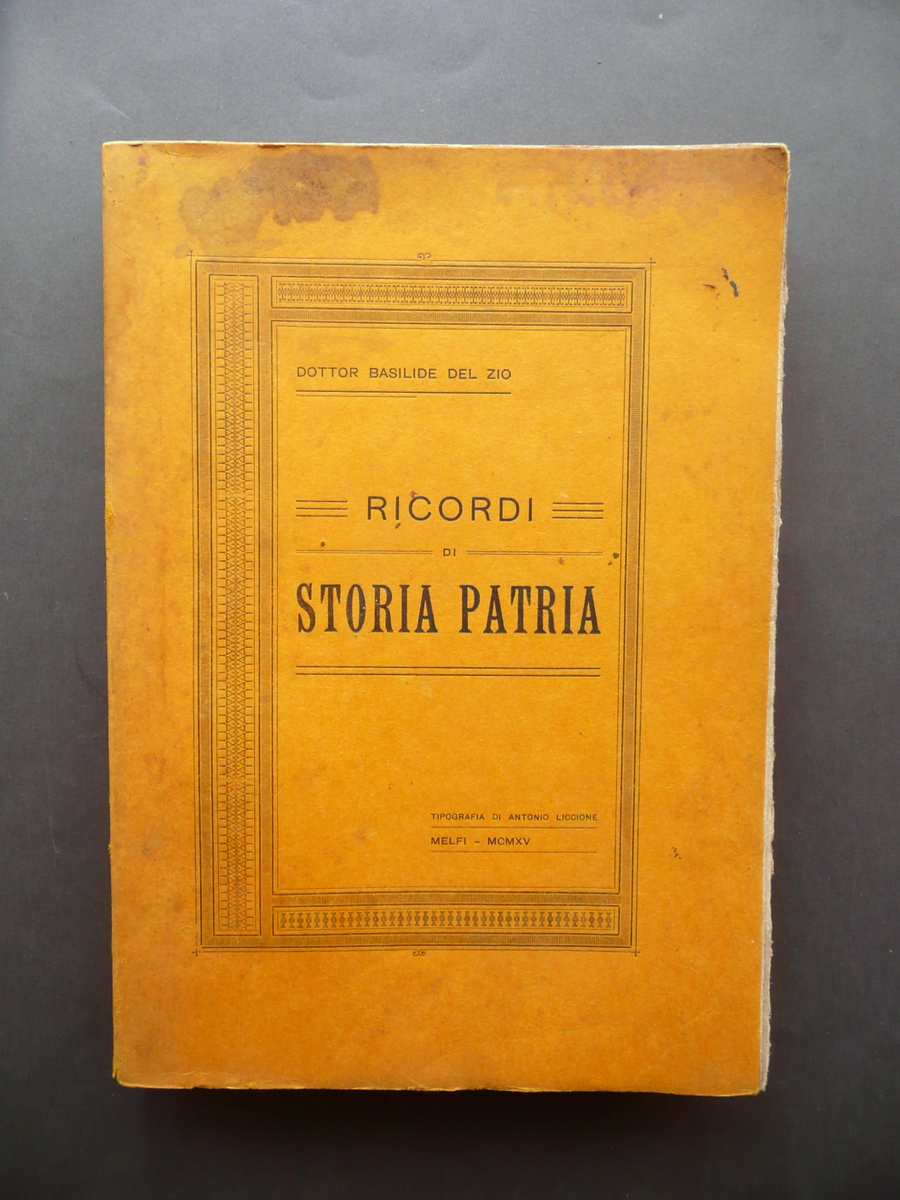 DOTTOR BASILIDE DEL ZIO
RICORDI
DI
STORIA PATRIA
TIPOGRAFIA DI ANTONIO LICCIONE
MELFI - MCMXV